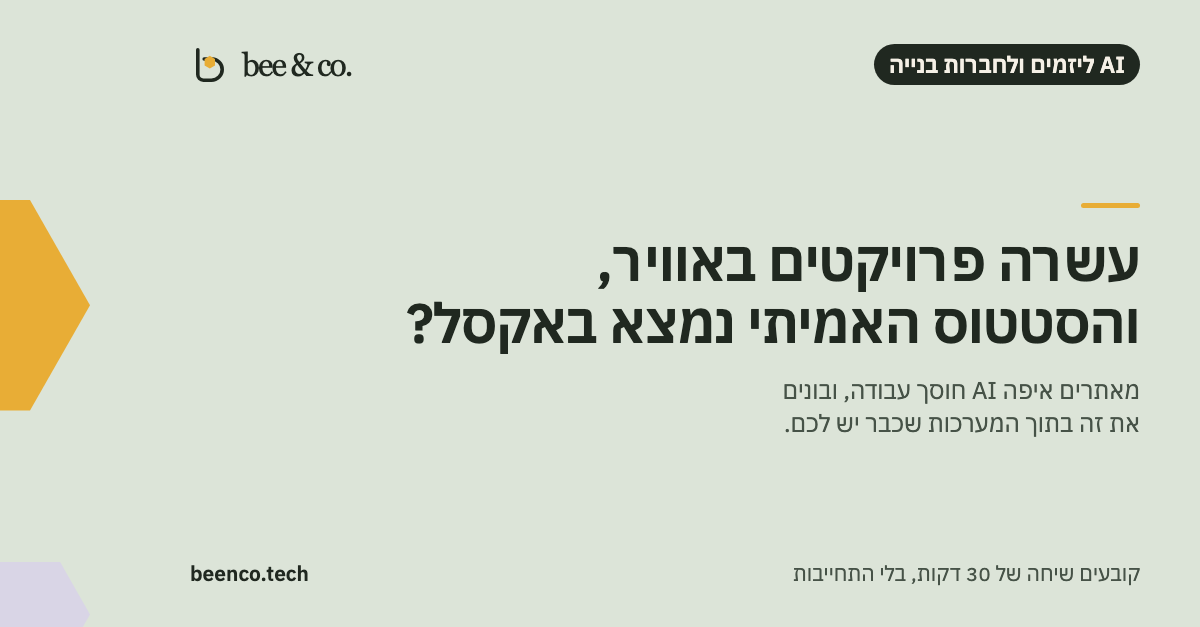 AI ליזמים ולחברות בנייה
bee & co.
עשרה פרויקטים באוויר,
והסטטוס האמיתי נמצא באקסל?
מאתרים איפה AI חוסך עבודה, ובונים
את זה בתוך המערכות שכבר יש לכם.
קובעים שיחה של 30 דקות, בלי התחייבות
beenco.tech